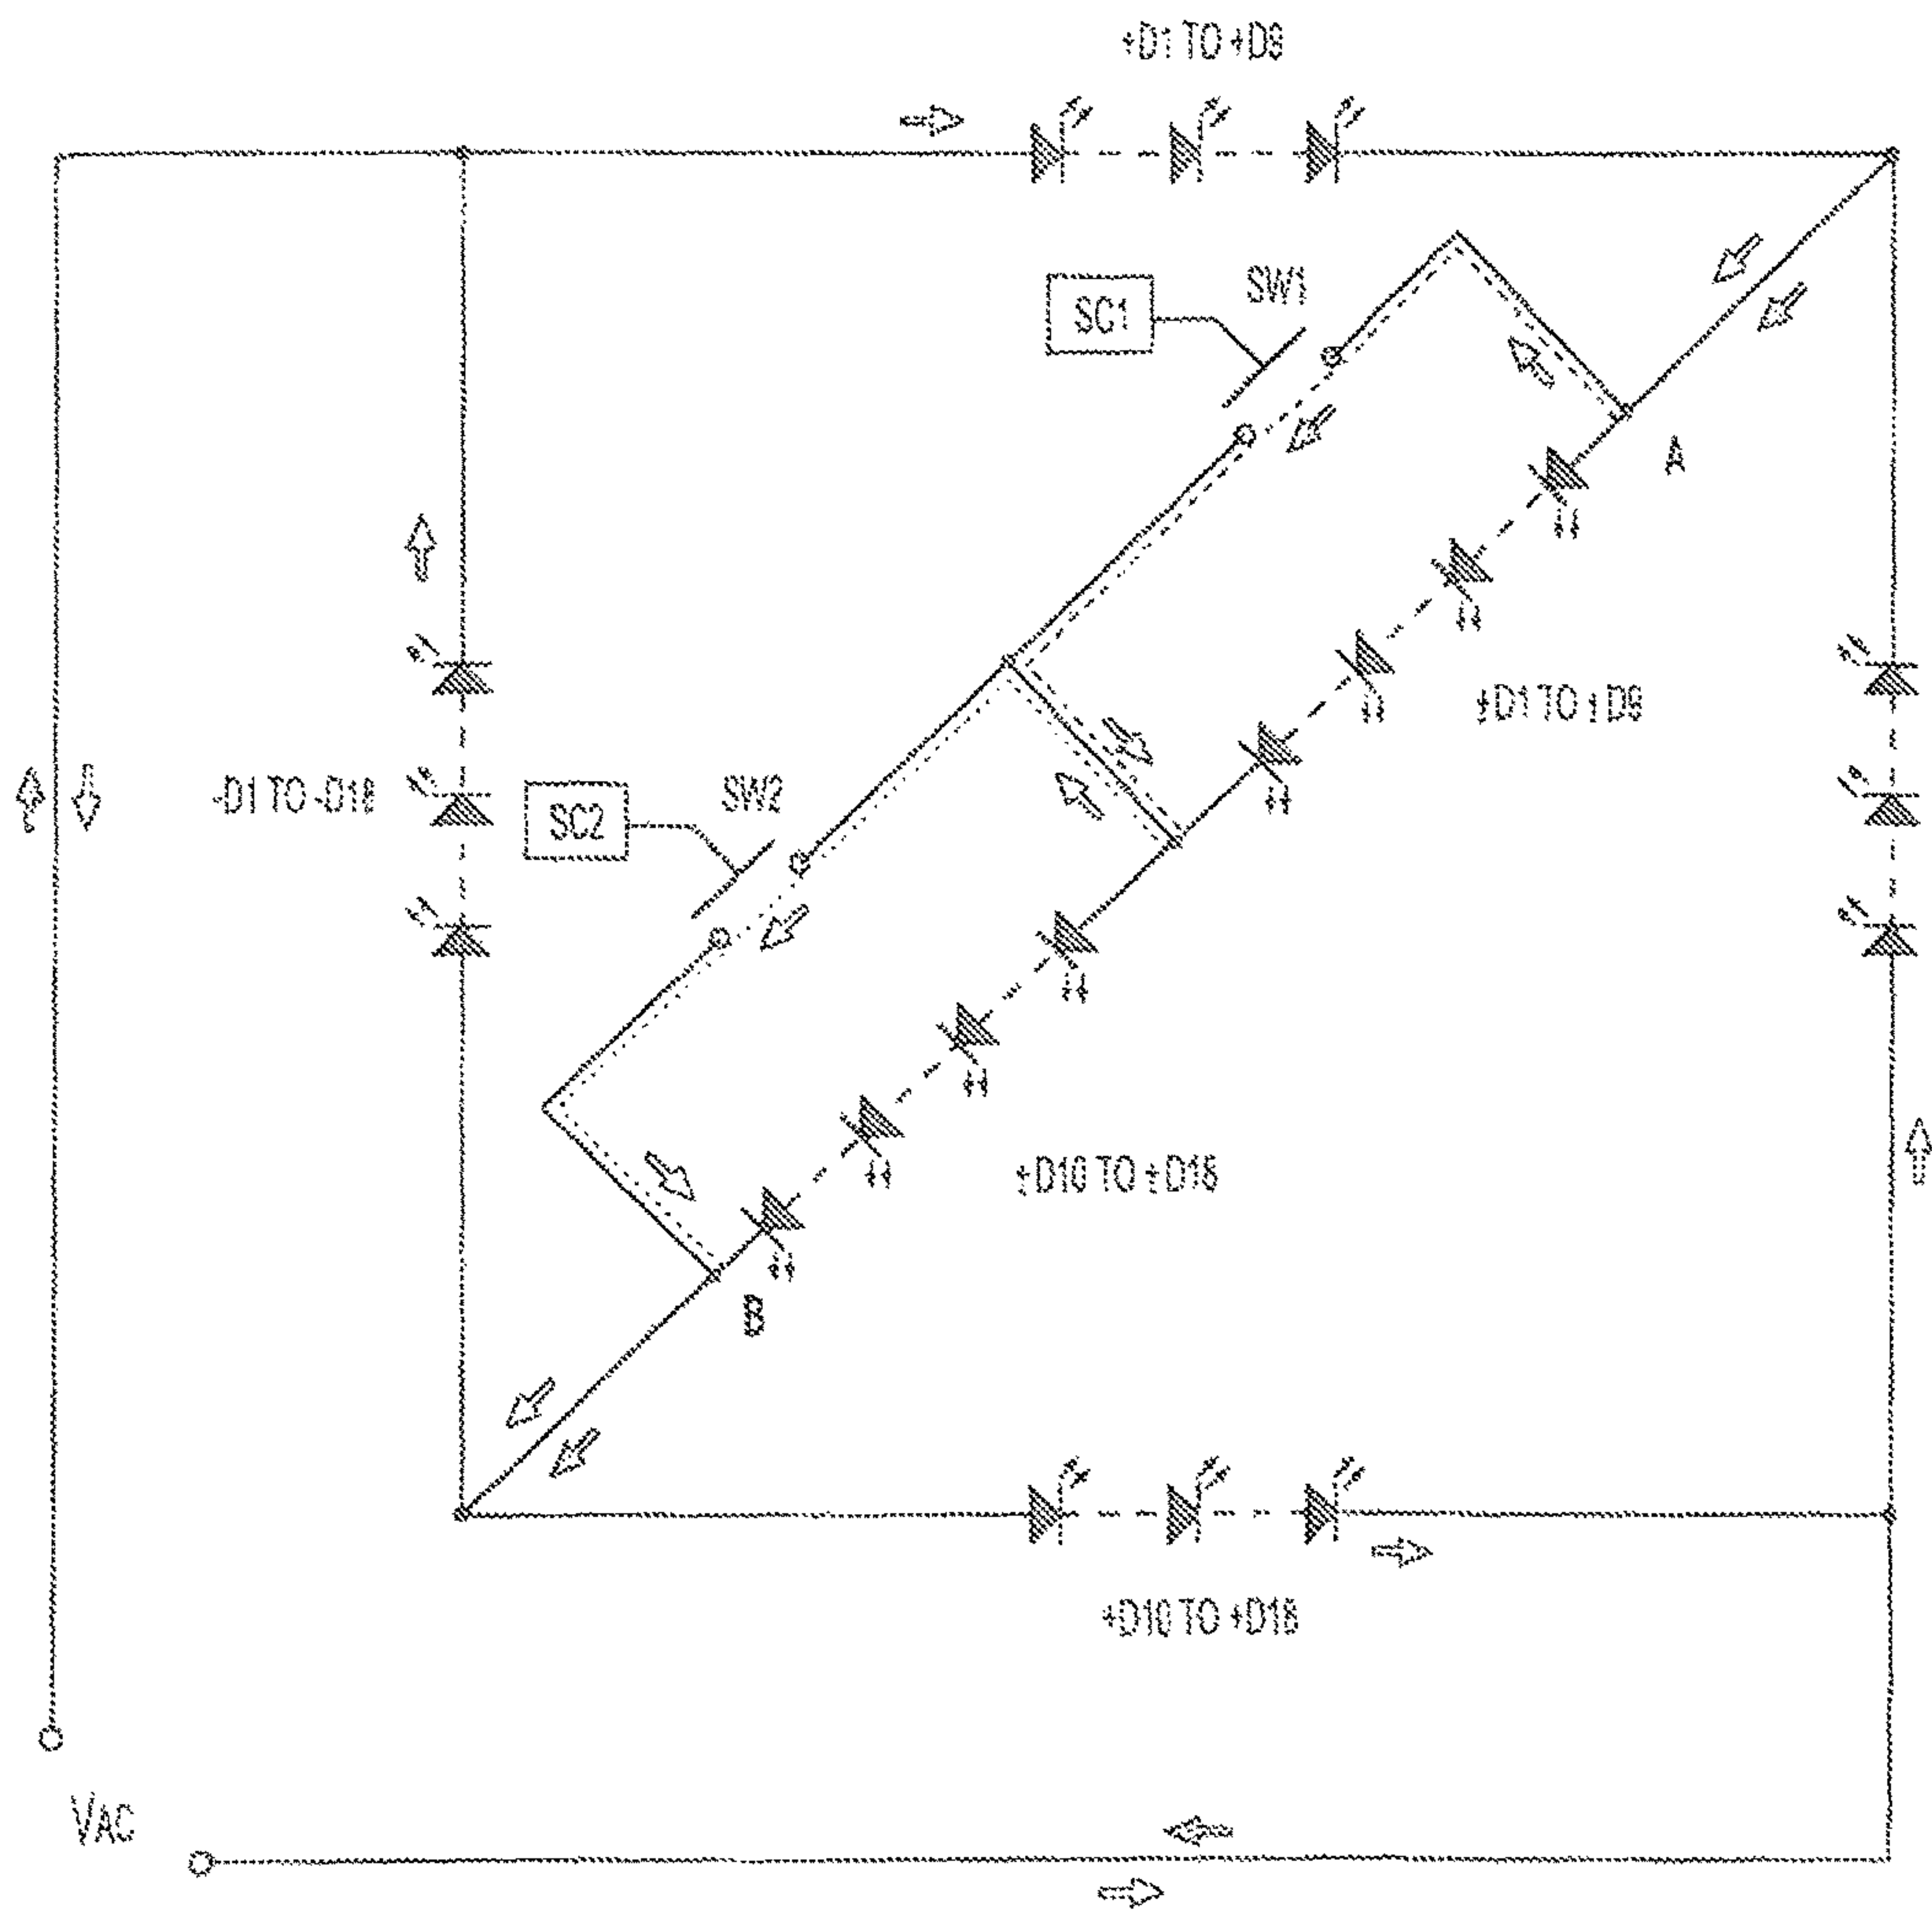 +D1 TO +D9
SW1
SC1
A
±D1 TO ±D9
-D1 TO -D18
SW2
SC2
±D10 TO ±D18
B
+D10 TO +D18
VAC